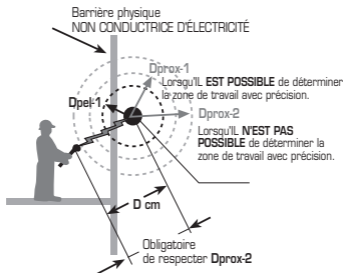 Barrière physique
NON CONDUCTRICE D'ÉLECTRICITÉ
Dprox-1
Lorsqu'IL EST POSSIBLE de déterminer
la zone de travail avec précision.
Dpel-1
Dprox-2
Lorsqu'IL N'EST PAS
POSSIBLE de déterminer la
zone de travail avec précision.
D cm
Obligatoire
de respecter Dprox-2